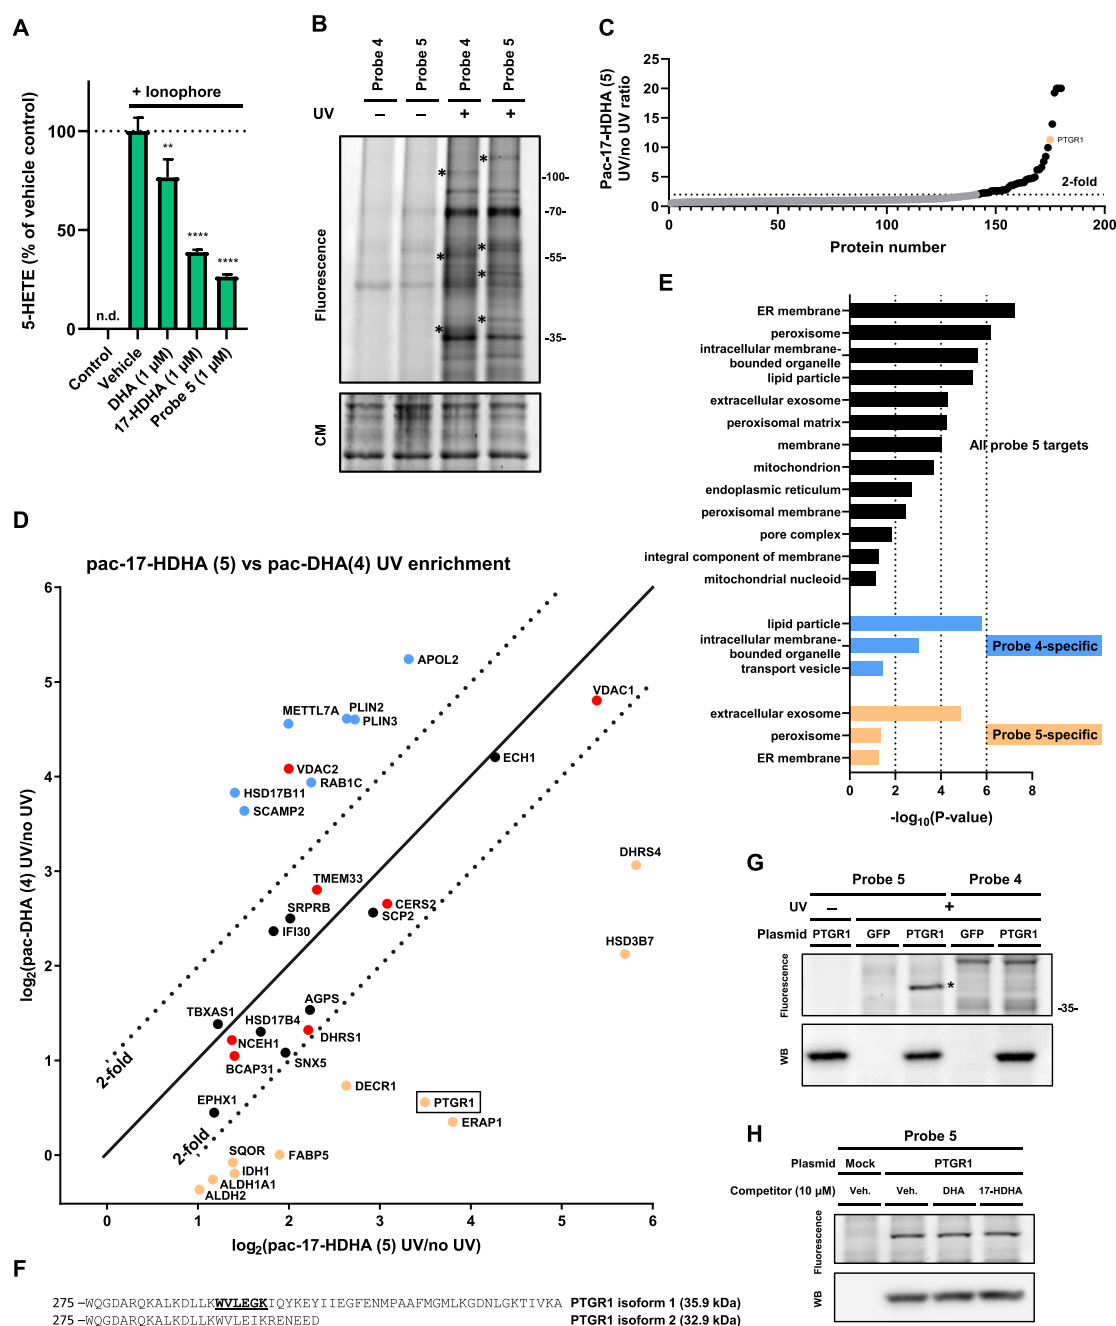 A
+ Ionophore
5-HETE (% of vehicle control)
100
50
0
n.d.
**
****
****
Control
Vehicle
DHA (1 µM)
17-HDHA (1 µM)
Probe 5 (1 µM)
B
Probe 4
Probe 5
Probe 4
Probe 5
UV − − + +
Fluorescence
*
*
*
*
*
*
*
-100-
-70-
-55-
-35-
CM
C
Pac-17-HDHA (5)
UV/no UV ratio
25
20
15
10
5
0
PTGR1
2-fold
0 50 100 150 200
Protein number
D
pac-17-HDHA (5) vs pac-DHA(4) UV enrichment
log2(pac-DHA (4) UV/no UV)
6
5
4
3
2
1
0
APOL2
METTL7A
PLIN2
PLIN3
VDAC1
VDAC2
RAB1C
HSD17B11
SCAMP2
ECH1
TMEM33
SRPRB
IFI30
CERS2
SCP2
DHRS4
HSD3B7
TBXAS1
AGPS
HSD17B4
DHRS1
NCEH1
BCAP31
SNX5
2-fold
DECR1
PTGR1
ERAP1
EPHX1
2-fold
SQOR
FABP5
IDH1
ALDH1A1
ALDH2
0 1 2 3 4 5 6
log2(pac-17-HDHA (5) UV/no UV)
E
ER membrane
peroxisome
intracellular membrane-
bounded organelle
lipid particle
extracellular exosome
peroxisomal matrix
membrane
All probe 5 targets
mitochondrion
endoplasmic reticulum
peroxisomal membrane
pore complex
integral component of membrane
mitochondrial nucleoid
lipid particle
intracellular membrane-
bounded organelle
Probe 4-specific
transport vesicle
extracellular exosome
peroxisome
Probe 5-specific
ER membrane
0 2 4 6 8
-log10(P-value)
F
275 –WQGDARQKALKDLLKWVLEGKIQYKEYIIEGFENMPAAFMGMLKGDNLGKTIVKA PTGR1 isoform 1 (35.9 kDa)
275 –WQGDARQKALKDLLKWVLEIKRENEED PTGR1 isoform 2 (32.9 kDa)
G
Probe 5 Probe 4
UV − +
Plasmid PTGR1 GFP PTGR1 GFP PTGR1
Fluorescence
*
-35-
WB
H
Probe 5
Plasmid Mock PTGR1
Competitor (10 µM) Veh. Veh. DHA 17-HDHA
Fluorescence
WB